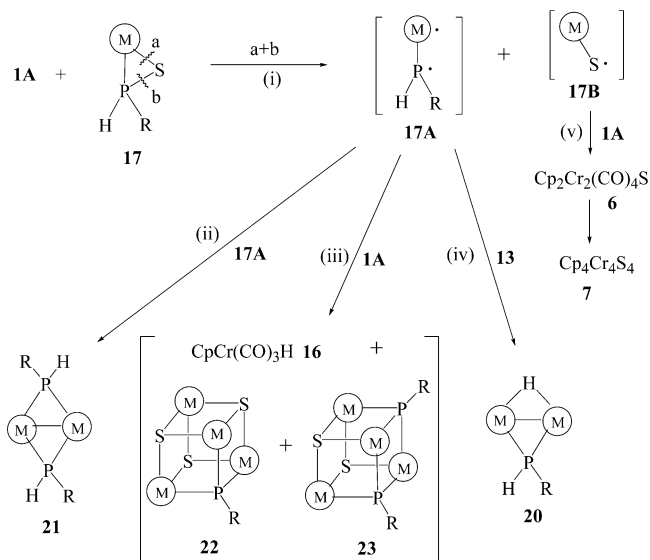 1A + M a S b P H R 17
a+b
(i)
M · P · H R 17A
+
M S · 17B
(v) 1A
Cp2Cr2(CO)4S
6
Cp4Cr4S4
7
(ii) 17A
(iii) 1A
(iv) 13
R H P M M P H R 21
CpCr(CO)3H 16 +
M S S M S M M P R 22
+
M P R S M S M M P R 23
H M M P H R 20